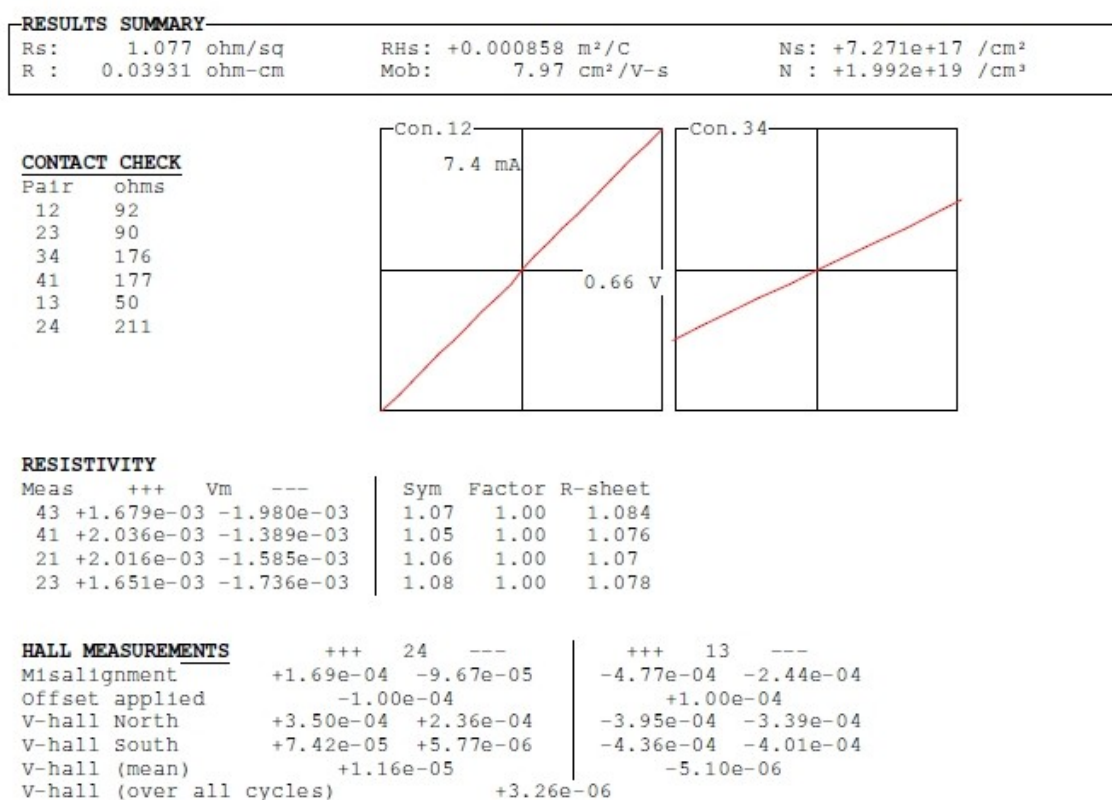 RESULTS SUMMARY
Rs: 1.077 ohm/sq RHs: +0.000858 m²/C Ns: +7.271e+17 /cm²
R : 0.03931 ohm-cm Mob: 7.97 cm²/V-s N : +1.992e+19 /cm³
Con.12 Con.34
7.4 mA
0.66 V
CONTACT CHECK
Pair ohms
12 92
23 90
34 176
41 177
13 50
24 211
RESISTIVITY
Meas +++ Vm --- Sym Factor R-sheet
43 +1.679e-03 -1.980e-03 1.07 1.00 1.084
41 +2.036e-03 -1.389e-03 1.05 1.00 1.076
21 +2.016e-03 -1.585e-03 1.06 1.00 1.07
23 +1.651e-03 -1.736e-03 1.08 1.00 1.078
HALL MEASUREMENTS +++ 24 --- +++ 13 ---
Misalignment +1.69e-04 -9.67e-05 -4.77e-04 -2.44e-04
Offset applied -1.00e-04 +1.00e-04
V-hall North +3.50e-04 +2.36e-04 -3.95e-04 -3.39e-04
V-hall South +7.42e-05 +5.77e-06 -4.36e-04 -4.01e-04
V-hall (mean) +1.16e-05 -5.10e-06
V-hall (over all cycles) +3.26e-06